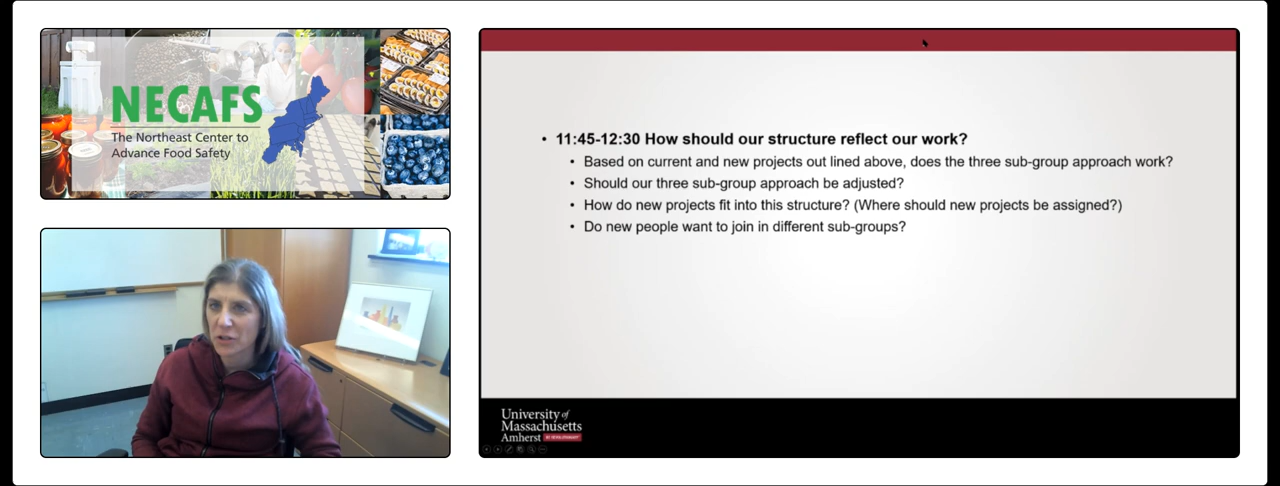 NECAFS
The Northeast Center to
Advance Food Safety
• 11:45-12:30 How should our structure reflect our work?
• Based on current and new projects out lined above, does the three sub-group approach work?
• Should our three sub-group approach be adjusted?
• How do new projects fit into this structure? (Where should new projects be assigned?)
• Do new people want to join in different sub-groups?
University of
Massachusetts
Amherst